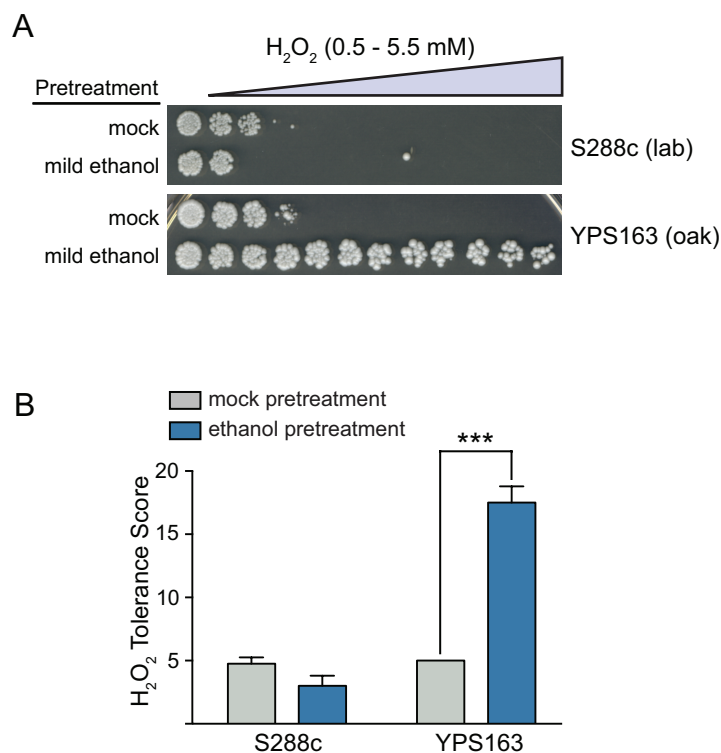 A
H₂O₂ (0.5 - 5.5 mM)
Pretreatment
mock
mild ethanol
S288c (lab)
mock
mild ethanol
YPS163 (oak)
B
mock pretreatment
ethanol pretreatment
***
H₂O₂ Tolerance Score
20
15
10
5
S288c
YPS163